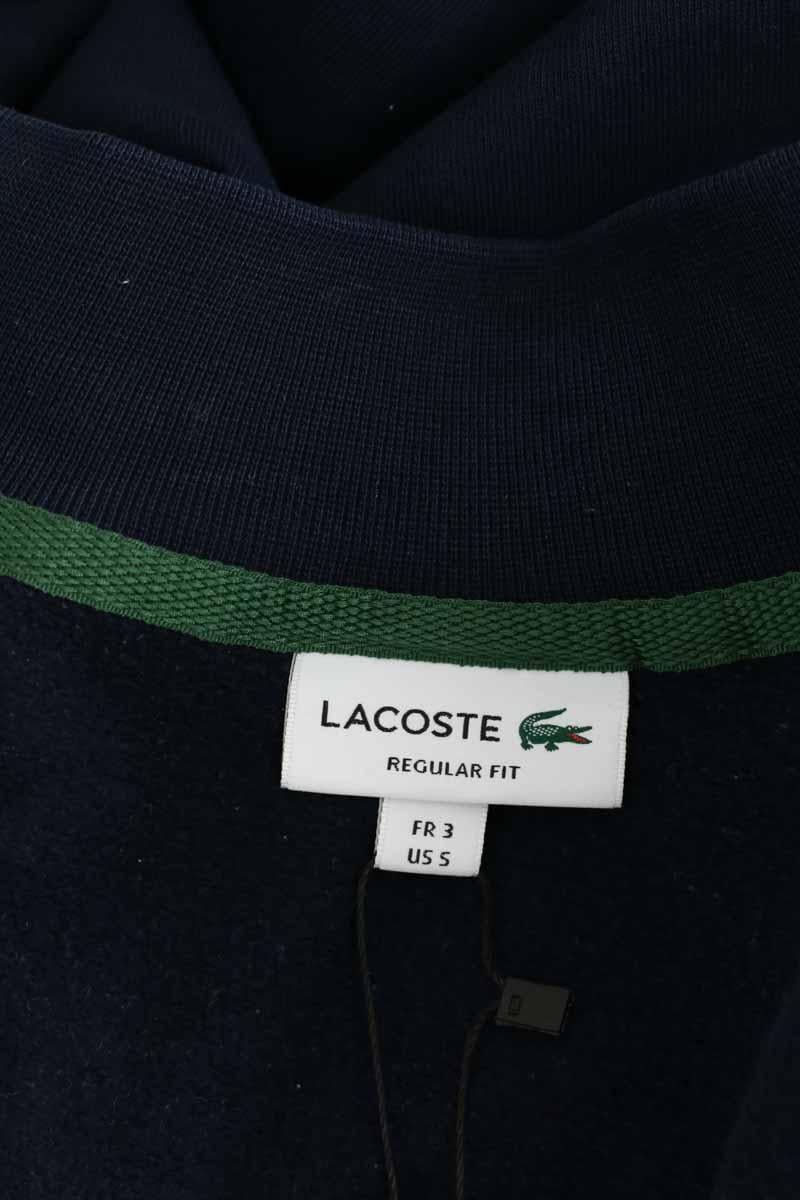 LACOSTE
REGULAR FIT
FR 3
US S